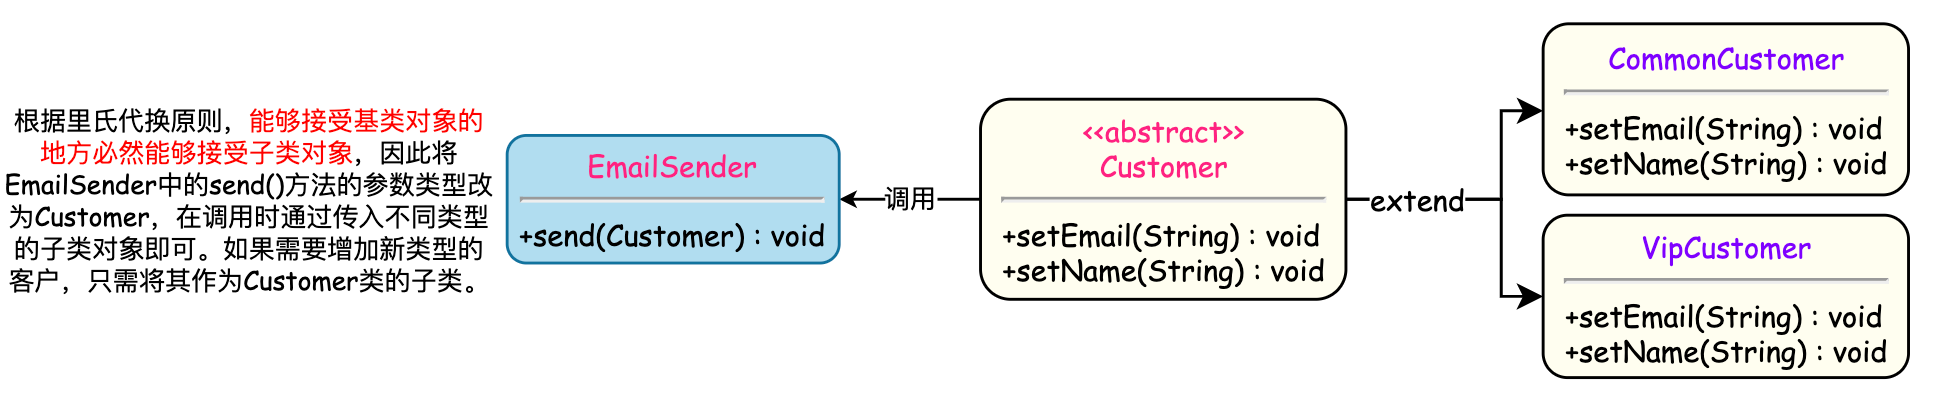 根据里氏代换原则，能够接受基类对象的
地方必然能够接受子类对象，因此将
EmailSender中的send()方法的参数类型改
为Customer，在调用时通过传入不同类型
的子类对象即可。如果需要增加新类型的
客户，只需将其作为Customer类的子类。
EmailSender
+send(Customer) : void
调用
<<abstract>>
Customer
+setEmail(String) : void
+setName(String) : void
extend
CommonCustomer
+setEmail(String) : void
+setName(String) : void
VipCustomer
+setEmail(String) : void
+setName(String) : void